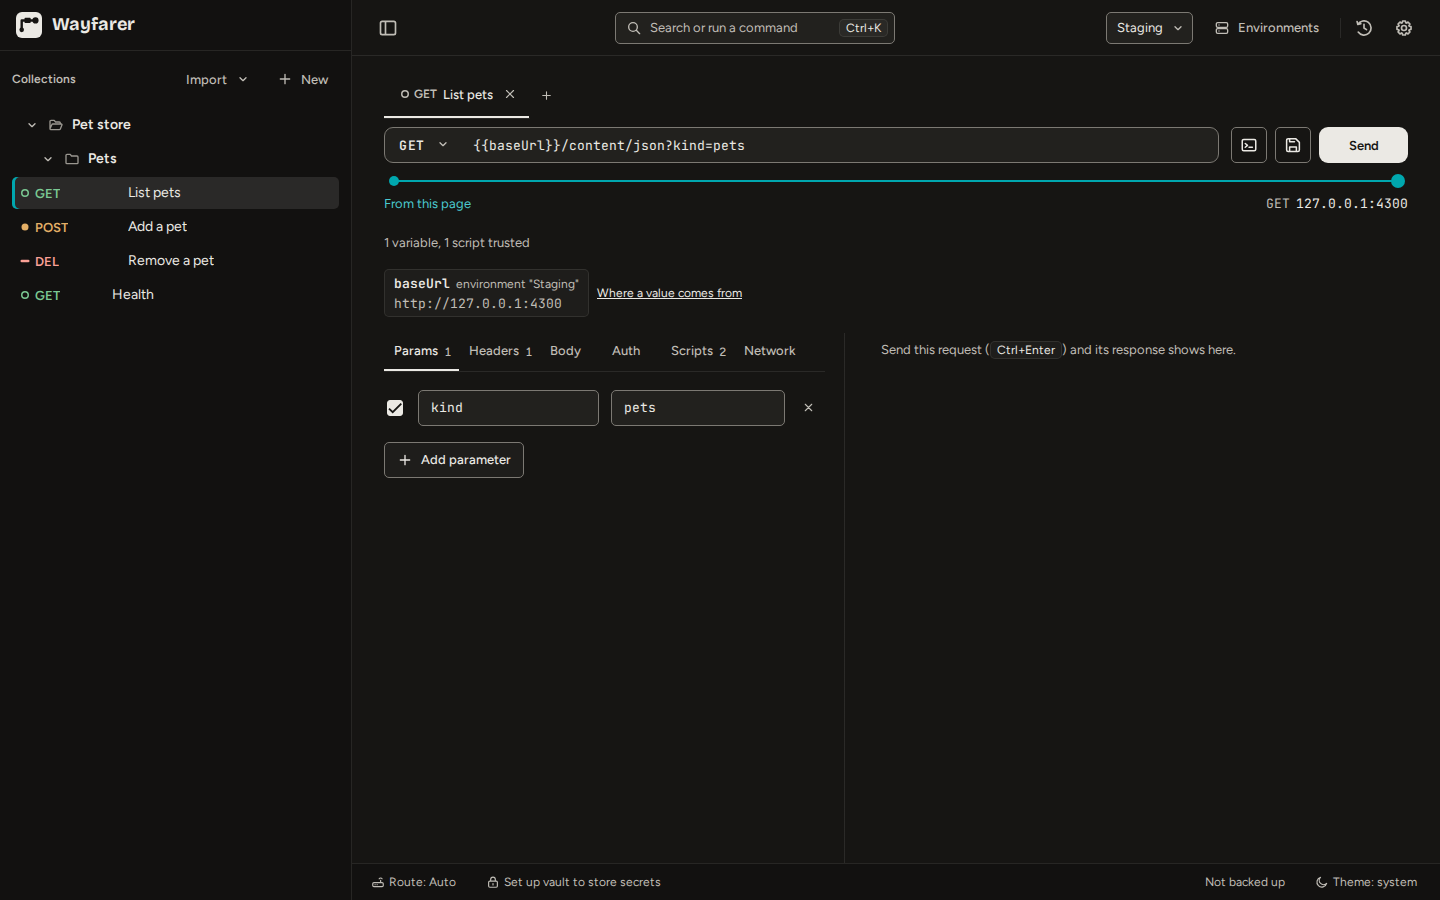 Wayfarer
Search or run a command Ctrl+K
Staging
Environments
Collections
Import
New
Pet store
Pets
GET List pets
POST Add a pet
DEL Remove a pet
GET Health
GET List pets
GET {{baseUrl}}/content/json?kind=pets
Send
From this page
GET 127.0.0.1:4300
1 variable, 1 script trusted
baseUrl environment "Staging"
http://127.0.0.1:4300
Where a value comes from
Params 1 Headers 1 Body Auth Scripts 2 Network
kind pets
Add parameter
Send this request (Ctrl+Enter) and its response shows here.
Route: Auto
Set up vault to store secrets
Not backed up
Theme: system